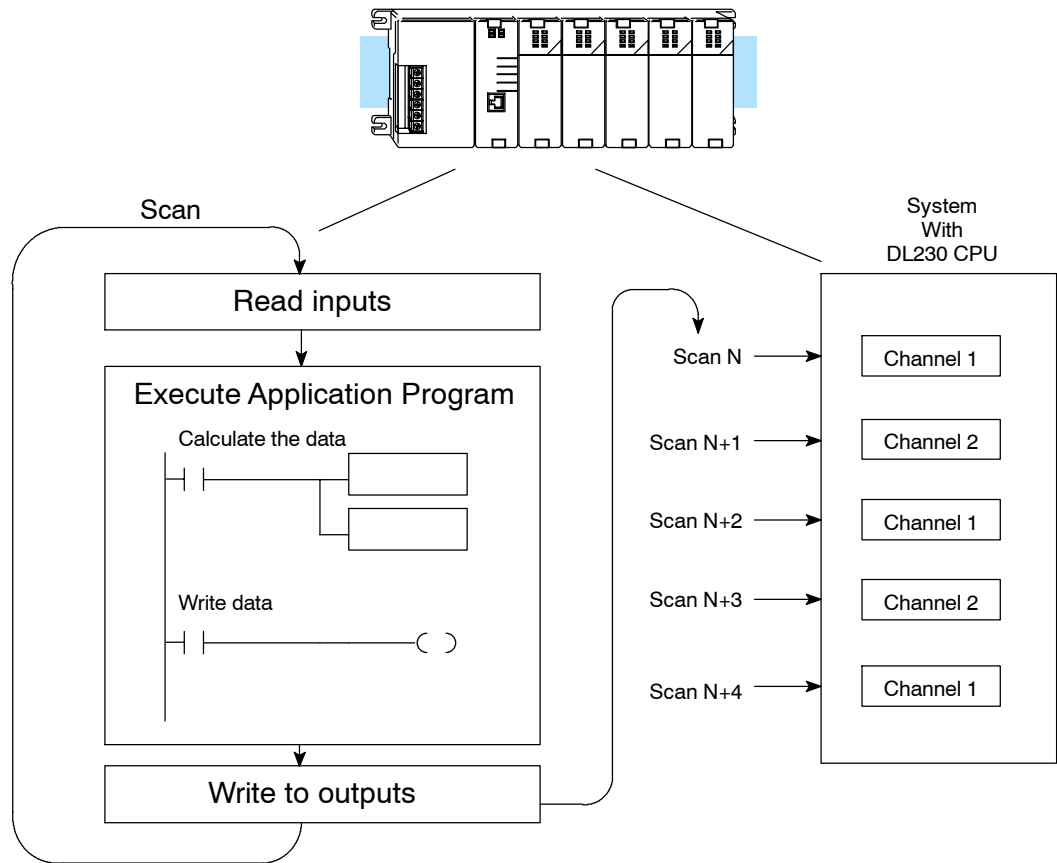 Scan
System
With
DL230 CPU
Read inputs
Execute Application Program
Calculate the data
Write data
Write to outputs
Scan N
Channel 1
Scan N+1
Channel 2
Scan N+2
Channel 1
Scan N+3
Channel 2
Scan N+4
Channel 1